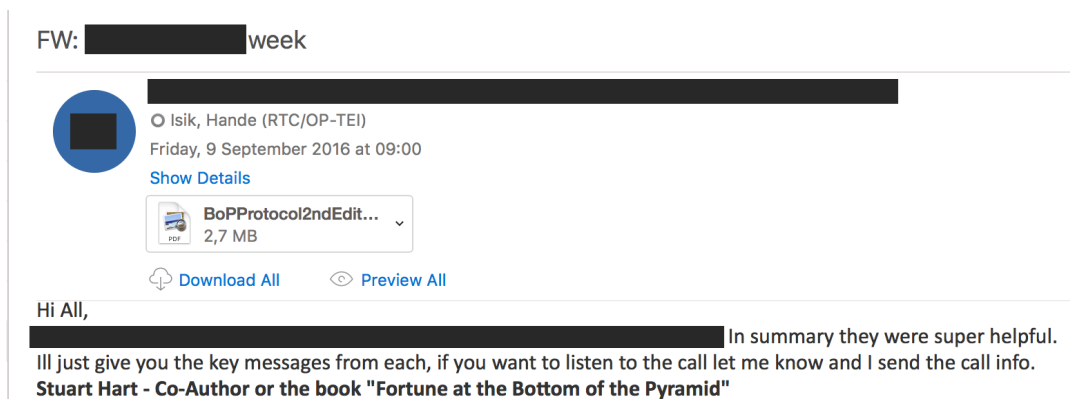 FW: week
Isik, Hande (RTC/OP-TEI)
Friday, 9 September 2016 at 09:00
Show Details
BoPProtocol2ndEdit...
PDF
2,7 MB
Download All Preview All
Hi All,
In summary they were super helpful.
Ill just give you the key messages from each, if you want to listen to the call let me know and I send the call info.
Stuart Hart - Co-Author or the book "Fortune at the Bottom of the Pyramid"